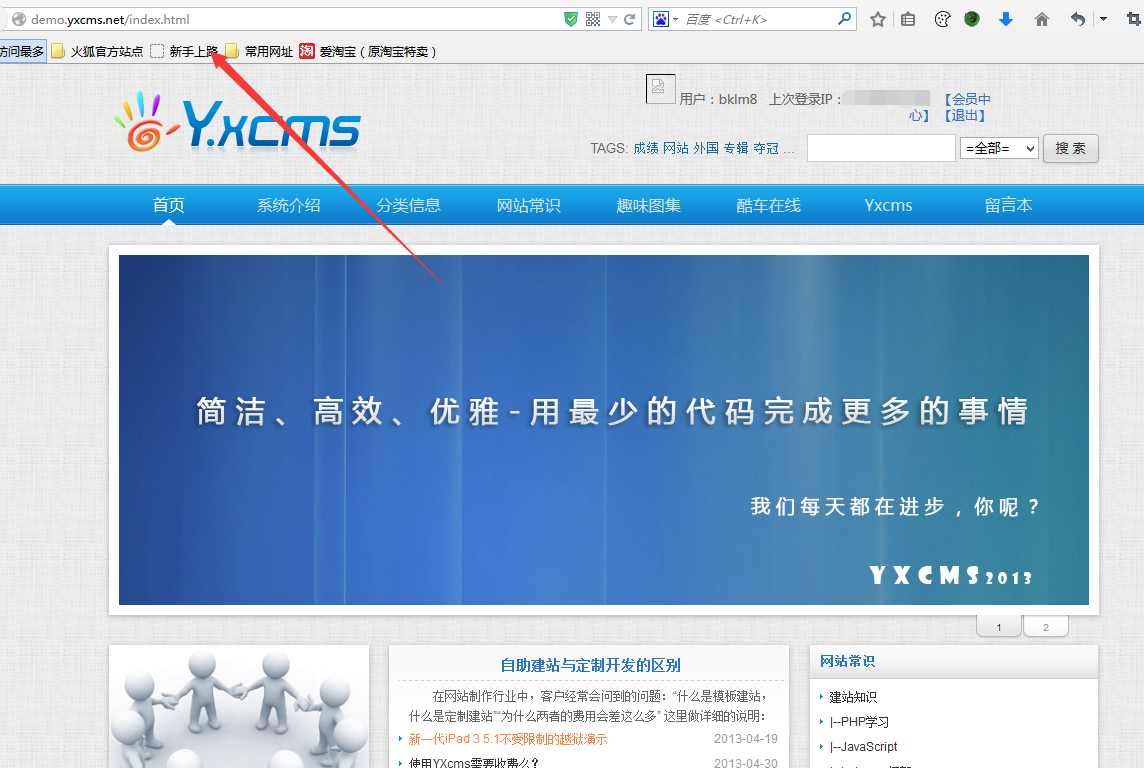 demo.yxcms.net/index.html
百度 <Ctrl+K>
访问最多 火狐官方站点 新手上路 常用网址 淘 爱淘宝（原淘宝特卖）
Y.xcms
用户：bklm8 上次登录IP： 【会员中
心】 【退出】
TAGS: 成绩 网站 外国 专辑 夺冠 ... =全部= 搜 索
首页 系统介绍 分类信息 网站常识 趣味图集 酷车在线 Yxcms 留言本
简洁、高效、优雅-用最少的代码完成更多的事情
我们每天都在进步，你呢？
YXCMS2013
1 2
自助建站与定制开发的区别
在网站制作行业中，客户经常会问到的问题：“什么是模板建站，
什么是定制建站”“为什么两者的费用会差这么多” 这里做详细的说明：
新一代iPad 3 5.1不受限制的越狱演示 2013-04-19
使用YXcms需要收费么？ 2013-04-30
网站常识
建站知识
|--PHP学习
|--JavaScript